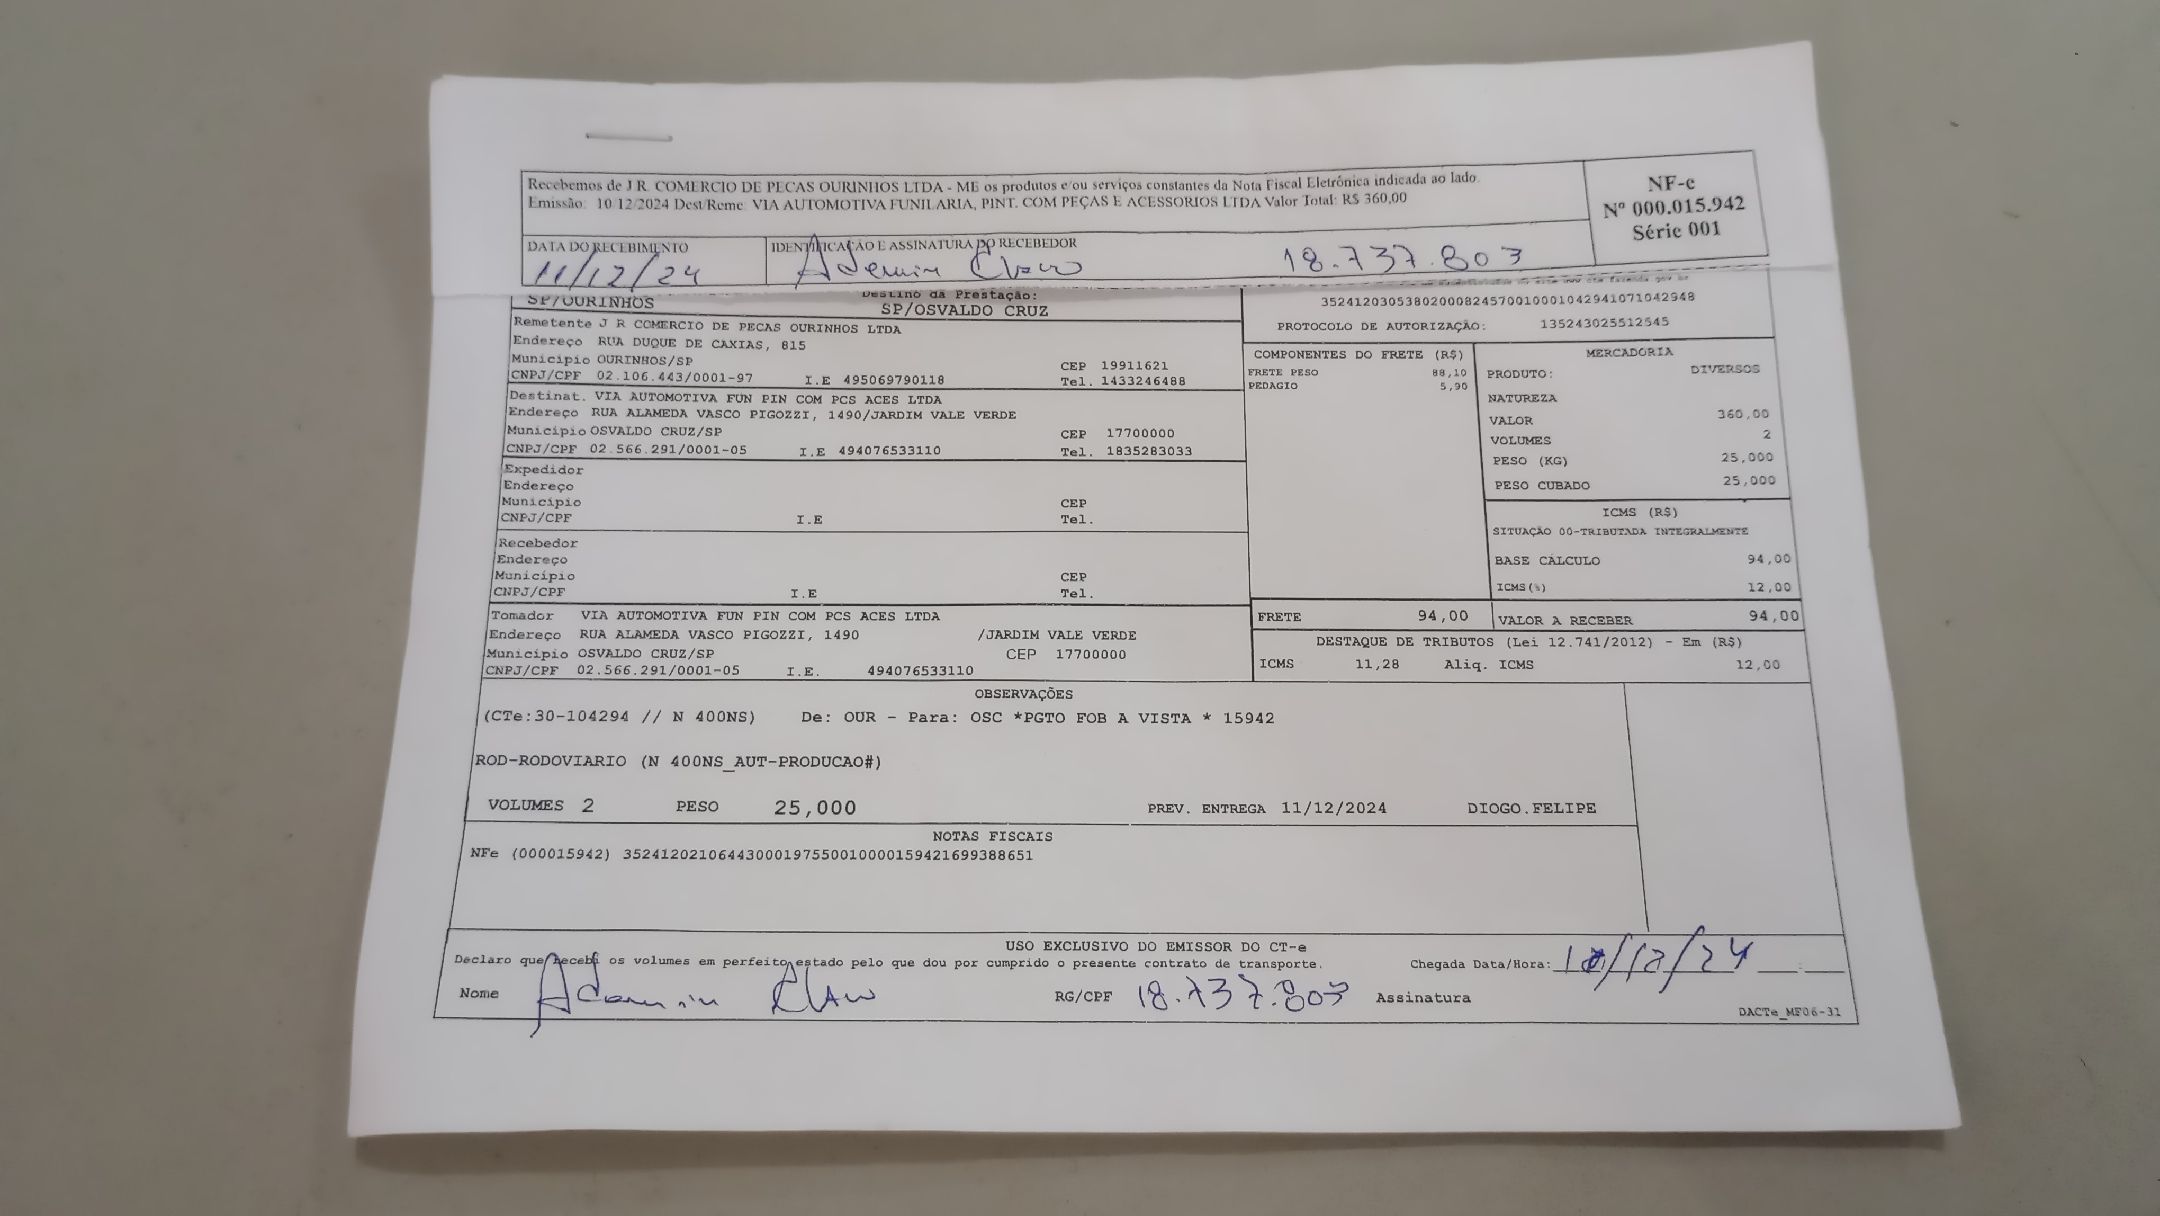 Recebemos de J R. COMERCIO DE PECAS OURINHOS LTDA - ME os produtos e/ou serviços constantes da Nota Fiscal Eletrônica indicada ao lado.
Emissão: 10/12/2024 Dest/Reme: VIA AUTOMOTIVA FUNILARIA, PINT. COM PEÇAS E ACESSORIOS LTDA Valor Total: R$ 360,00
NF-e
Nº 000.015.942
Série 001
DATA DO RECEBIMENTO
11/12/24
IDENTIFICAÇÃO E ASSINATURA DO RECEBEDOR
18.737.803
SP/OURINHOS
Destino da Prestação:
SP/OSVALDO CRUZ
35241203053802000824570010001042941071042948
PROTOCOLO DE AUTORIZAÇÃO: 135243025512545
Remetente J R COMERCIO DE PECAS OURINHOS LTDA
Endereço RUA DUQUE DE CAXIAS, 815
Município OURINHOS/SP CEP 19911621
CNPJ/CPF 02.106.443/0001-97 I.E 495069790118 Tel. 1433246488
Destinat. VIA AUTOMOTIVA FUN PIN COM PCS ACES LTDA
Endereço RUA ALAMEDA VASCO PIGOZZI, 1490/JARDIM VALE VERDE
Município OSVALDO CRUZ/SP CEP 17700000
CNPJ/CPF 02.566.291/0001-05 I.E 494076533110 Tel. 1835283033
Expedidor
Endereço
Município CEP
CNPJ/CPF I.E Tel.
Recebedor
Endereço
Município CEP
CNPJ/CPF I.E Tel.
Tomador VIA AUTOMOTIVA FUN PIN COM PCS ACES LTDA
Endereço RUA ALAMEDA VASCO PIGOZZI, 1490 /JARDIM VALE VERDE
Município OSVALDO CRUZ/SP CEP 17700000
CNPJ/CPF 02.566.291/0001-05 I.E. 494076533110
COMPONENTES DO FRETE (R$)
FRETE PESO 88,10
PEDAGIO 5,90
MERCADORIA
PRODUTO: DIVERSOS
NATUREZA
VALOR 360,00
VOLUMES 2
PESO (KG) 25,000
PESO CUBADO 25,000
ICMS (R$)
SITUAÇÃO 00-TRIBUTADA INTEGRALMENTE
BASE CÁLCULO 94,00
ICMS(%) 12,00
FRETE 94,00 VALOR A RECEBER 94,00
DESTAQUE DE TRIBUTOS (Lei 12.741/2012) - Em (R$)
ICMS 11,28 Aliq. ICMS 12,00
OBSERVAÇÕES
(CTe:30-104294 // N 400NS) De: OUR - Para: OSC *PGTO FOB A VISTA * 15942
ROD-RODOVIARIO (N 400NS_AUT-PRODUCAO#)
VOLUMES 2 PESO 25,000 PREV. ENTREGA 11/12/2024 DIOGO.FELIPE
NOTAS FISCAIS
NFe (000015942) 35241202106443000197550010000159421699388651
USO EXCLUSIVO DO EMISSOR DO CT-e
Declaro que recebi os volumes em perfeito estado pelo que dou por cumprido o presente contrato de transporte. Chegada Data/Hora: /12/24
Nome RG/CPF 18.737.803 Assinatura
DACTe_MF06-31